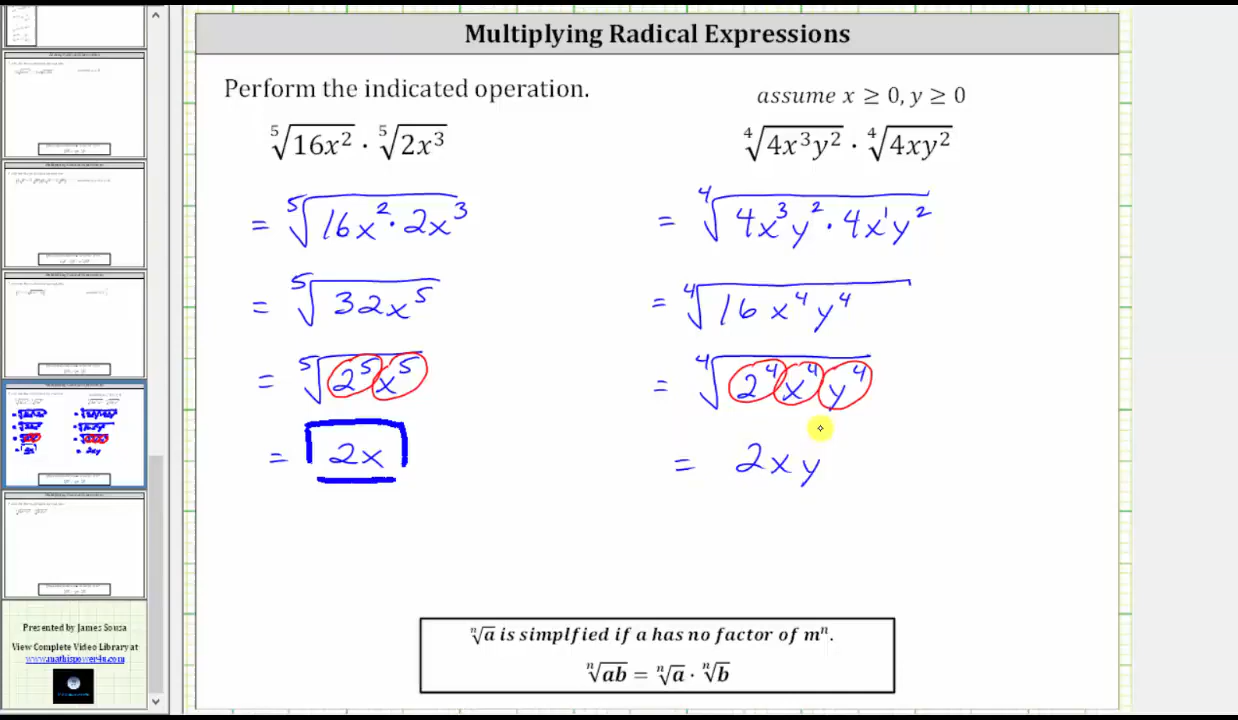 Multiplying Radical Expressions
Perform the indicated operation.
assume x ≥ 0, y ≥ 0
⁵√(16x²) · ⁵√(2x³)
= ⁵√(16x² · 2x³)
= ⁵√(32x⁵)
= ⁵√(2⁵x⁵)
= 2x
⁴√(4x³y²) · ⁴√(4xy²)
= ⁴√(4x³y² · 4x¹y²)
= ⁴√(16x⁴y⁴)
= ⁴√(2⁴x⁴y⁴)
= 2xy
ⁿ√a is simplfied if a has no factor of mⁿ.
ⁿ√(ab) = ⁿ√a · ⁿ√b
Presented by James Sousa
View Complete Video Library at
www.mathispower4u.com